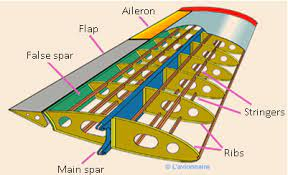 Aileron
Flap
False spar
Stringers
Ribs
Main spar
© L'avionnaire